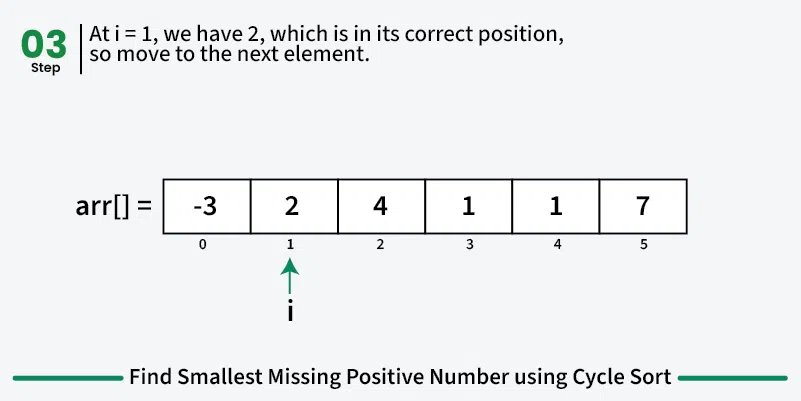 03
Step
At i = 1, we have 2, which is in its correct position,
so move to the next element.
arr[] = -3 2 4 1 1 7
0 1 2 3 4 5
i
Find Smallest Missing Positive Number using Cycle Sort